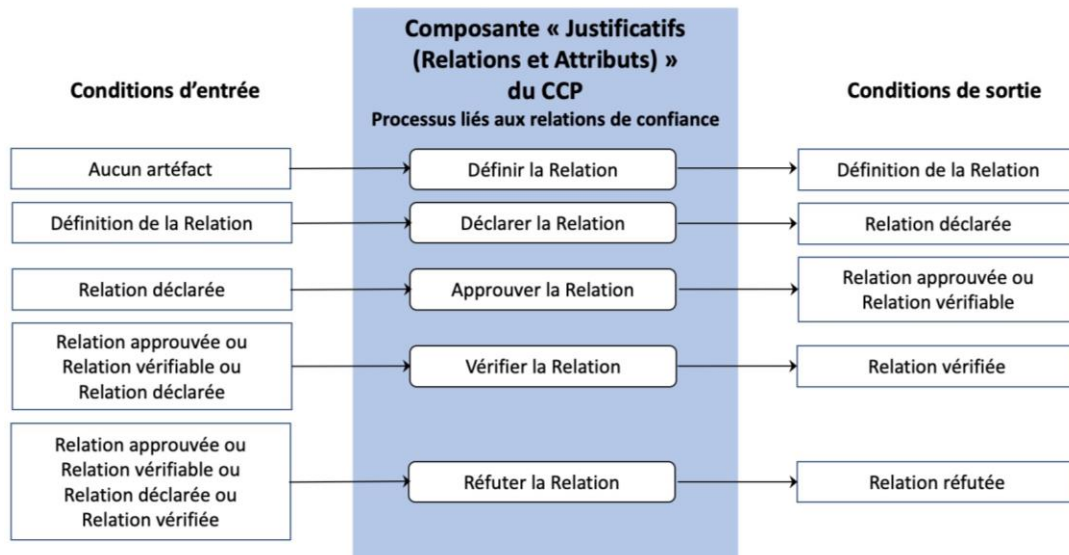 Composante « Justificatifs
(Relations et Attributs) »
du CCP
Processus liés aux relations de confiance
Conditions d'entrée
Conditions de sortie
Aucun artéfact
Définir la Relation
Définition de la Relation
Définition de la Relation
Déclarer la Relation
Relation déclarée
Relation déclarée
Approuver la Relation
Relation approuvée ou
Relation vérifiable
Relation approuvée ou
Relation vérifiable ou
Relation déclarée
Vérifier la Relation
Relation vérifiée
Relation approuvée ou
Relation vérifiable ou
Relation déclarée ou
Relation vérifiée
Réfuter la Relation
Relation réfutée